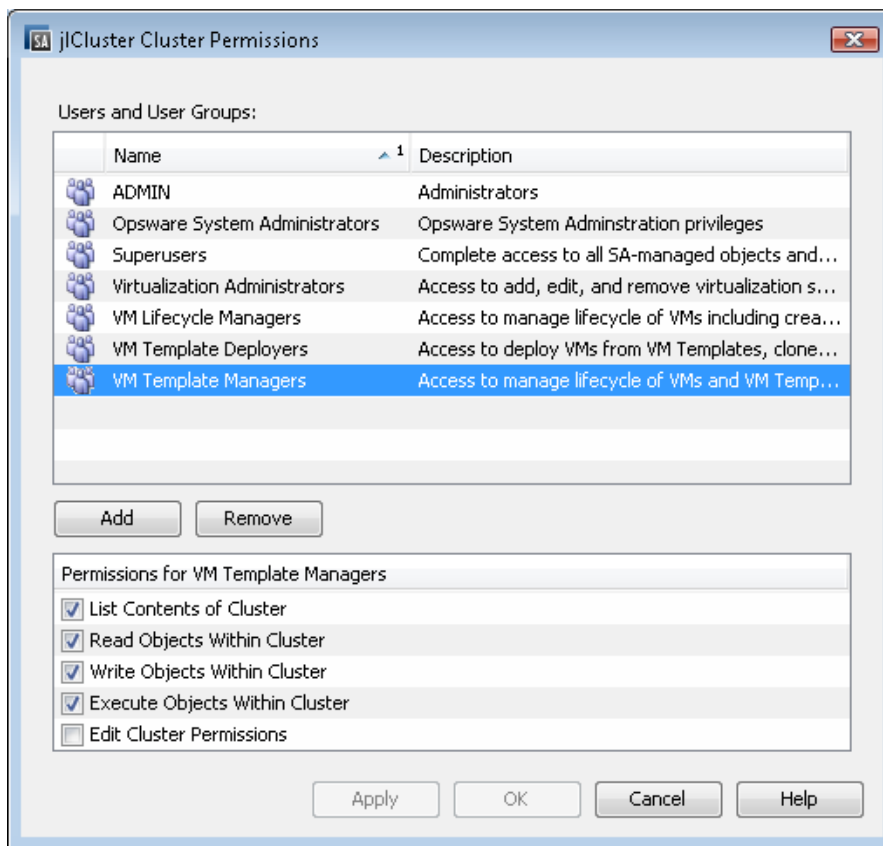 SA jlCluster Cluster Permissions
Users and User Groups:
Name 1 Description
ADMIN Administrators
Opsware System Administrators Opsware System Adminstration privileges
Superusers Complete access to all SA-managed objects and...
Virtualization Administrators Access to add, edit, and remove virtualization s...
VM Lifecycle Managers Access to manage lifecycle of VMs including crea...
VM Template Deployers Access to deploy VMs from VM Templates, clone...
VM Template Managers Access to manage lifecycle of VMs and VM Temp...
Add Remove
Permissions for VM Template Managers
List Contents of Cluster
Read Objects Within Cluster
Write Objects Within Cluster
Execute Objects Within Cluster
Edit Cluster Permissions
Apply OK Cancel Help